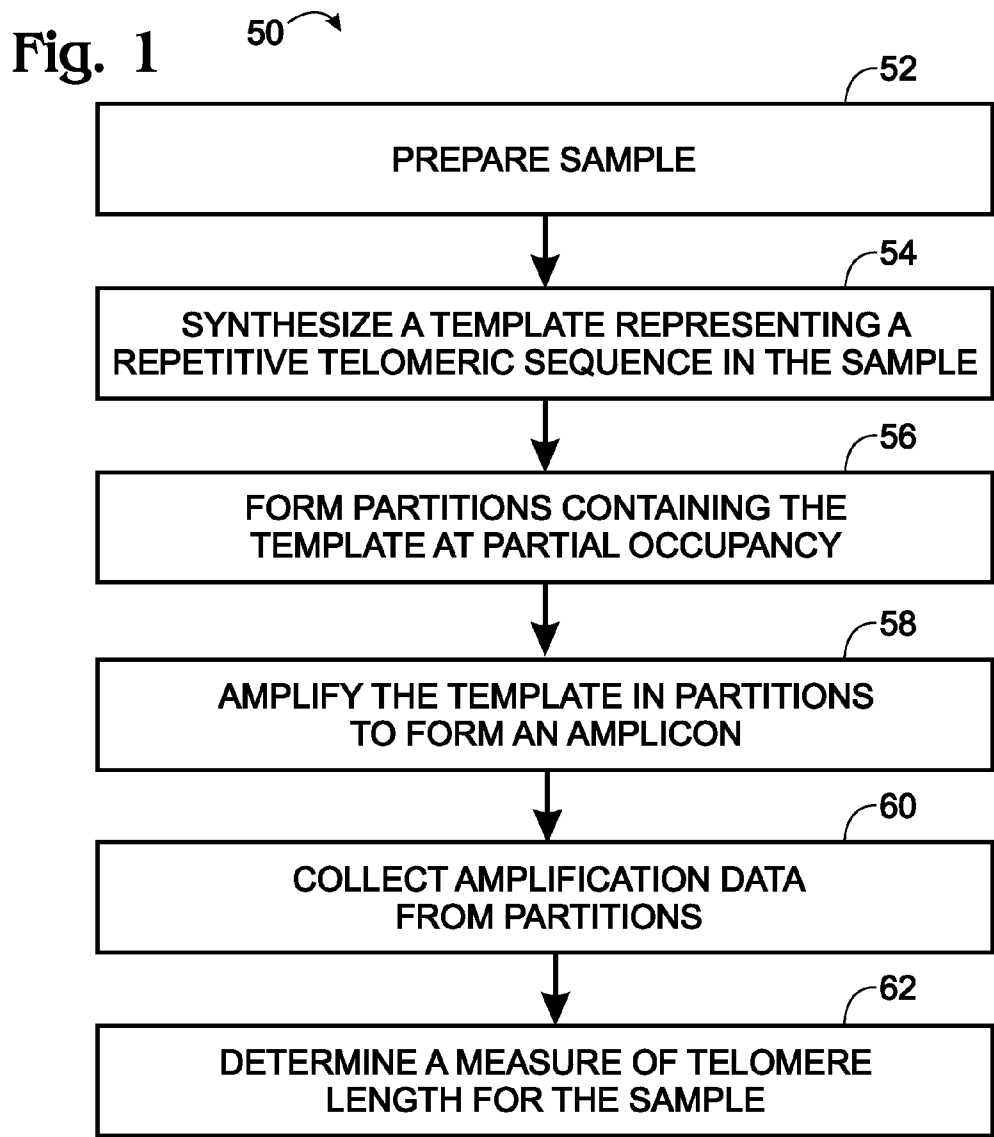 Fig. 1
50
52
PREPARE SAMPLE
54
SYNTHESIZE A TEMPLATE REPRESENTING A
REPETITIVE TELOMERIC SEQUENCE IN THE SAMPLE
56
FORM PARTITIONS CONTAINING THE
TEMPLATE AT PARTIAL OCCUPANCY
58
AMPLIFY THE TEMPLATE IN PARTITIONS
TO FORM AN AMPLICON
60
COLLECT AMPLIFICATION DATA
FROM PARTITIONS
62
DETERMINE A MEASURE OF TELOMERE
LENGTH FOR THE SAMPLE